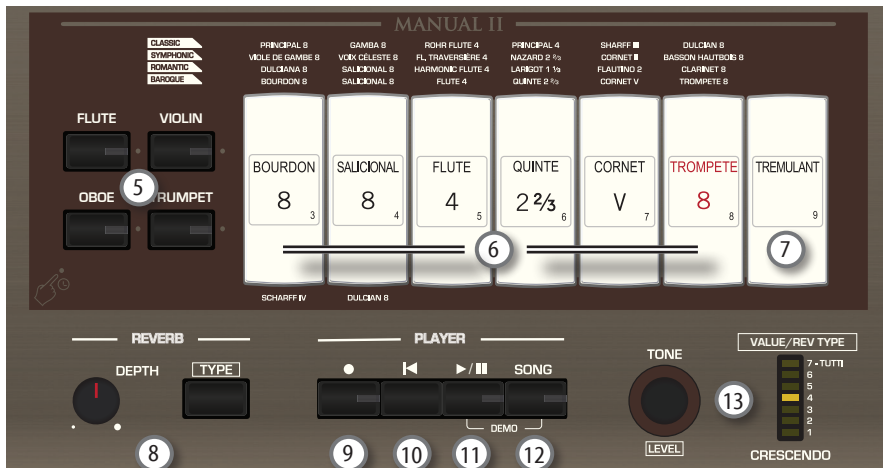 MANUAL II
CLASSIC
SYMPHONIC
ROMANTIC
BAROQUE
PRINCIPAL 8 GAMBA 8 ROHR FLUTE 4 PRINCIPAL 4 SHARFF III DULCIAN 8
VIOLE DE GAMBE 8 VOIX CÉLESTE 8 FL, TRAVERSIÈRE 4 NAZARD 2 ⅔ CORNET II BASSON HAUTBOIS 8
DULCIANA 8 SALICIONAL 8 HARMONIC FLUTE 4 LARIGOT 1 ⅓ FLAUTINO 2 CLARINET 8
BOURDON 8 SALICIONAL 8 FLUTE 4 QUINTE 2 ⅔ CORNET V TROMPETE 8
FLUTE VIOLIN
5
OBOE TRUMPET
BOURDON SALICIONAL FLUTE QUINTE CORNET TROMPETE TREMULANT
8 8 4 2⅔ V 8
3 4 5 6 7 8 9
6 7
SCHARFF IV DULCIAN 8
REVERB
DEPTH TYPE
8
PLAYER
SONG
DEMO
9 10 11 12
TONE
LEVEL
13
VALUE/REV TYPE
7 - TUTTI
6
5
4
3
2
1
CRESCENDO